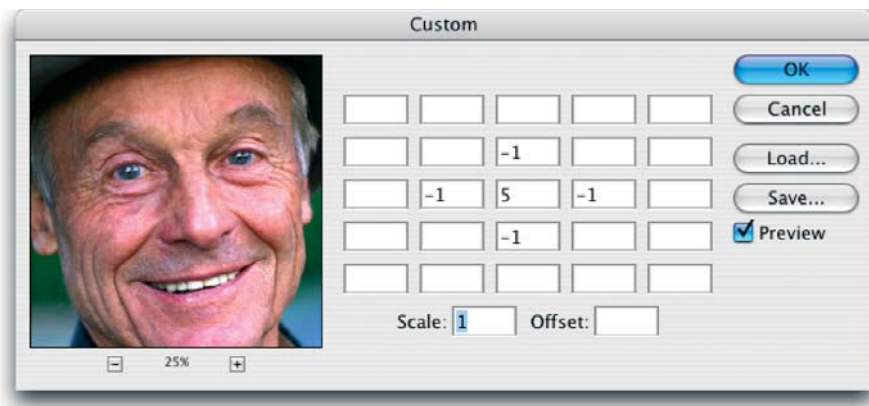 Custom
OK
Cancel
-1
Load...
-1 5 -1
Save...
-1
Preview
Scale: 1 Offset:
25%